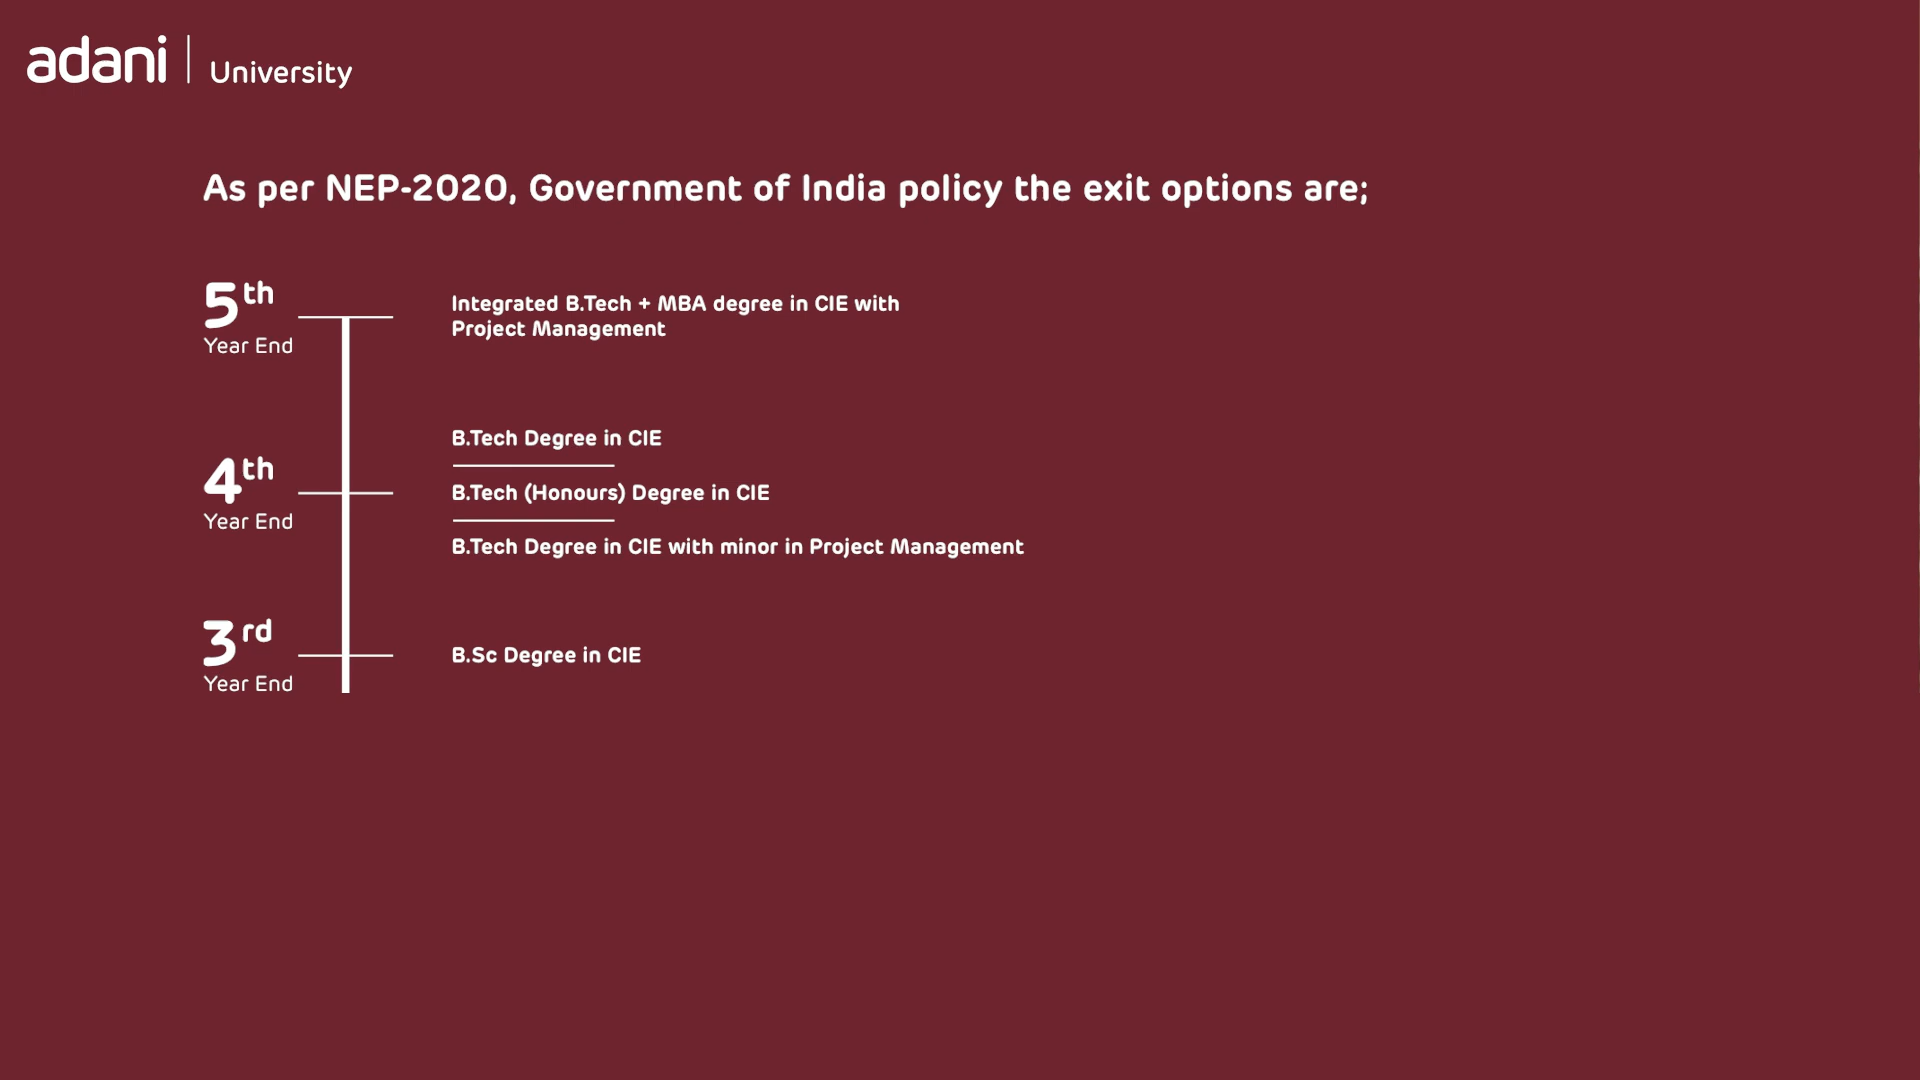 adani | University
As per NEP-2020, Government of India policy the exit options are;
5th
Year End
Integrated B.Tech + MBA degree in CIE with
Project Management
4th
Year End
B.Tech Degree in CIE
B.Tech (Honours) Degree in CIE
B.Tech Degree in CIE with minor in Project Management
3rd
Year End
B.Sc Degree in CIE